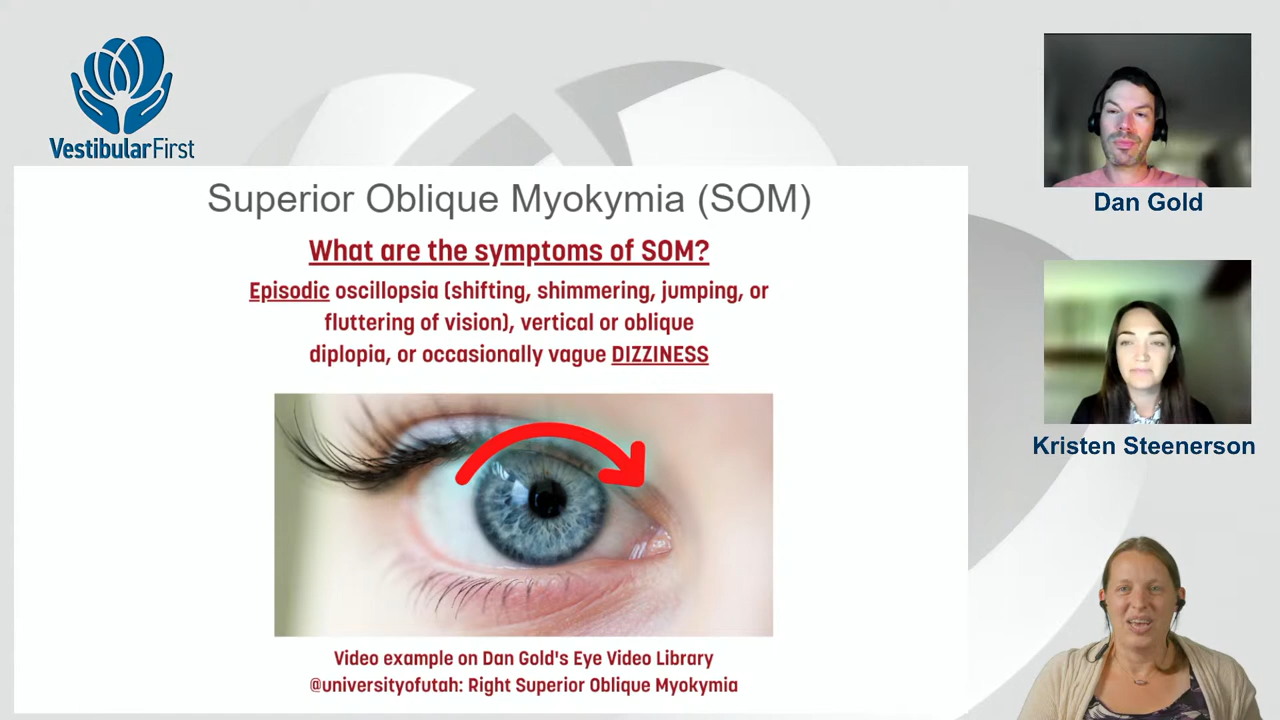 VestibularFirst
Superior Oblique Myokymia (SOM)
What are the symptoms of SOM?
Episodic oscillopsia (shifting, shimmering, jumping, or
fluttering of vision), vertical or oblique
diplopia, or occasionally vague DIZZINESS
Video example on Dan Gold's Eye Video Library
@universityofutah: Right Superior Oblique Myokymia
Dan Gold
Kristen Steenerson